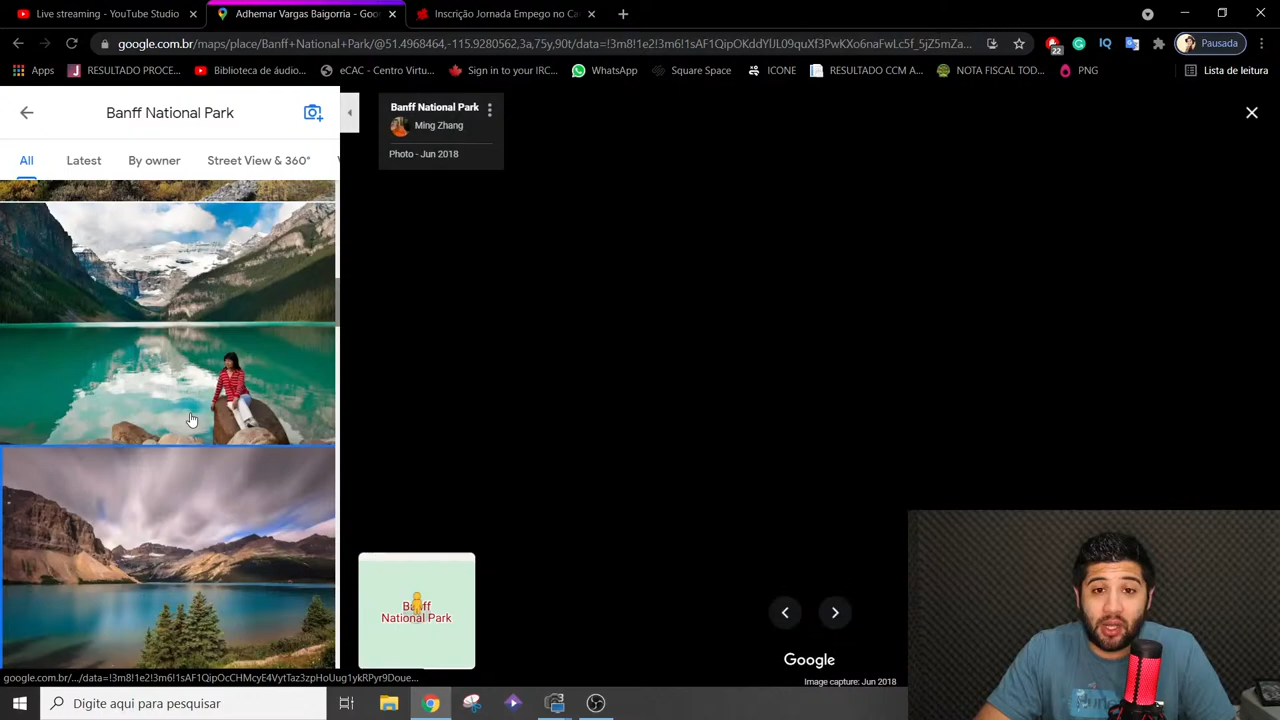 Live streaming - YouTube Studio
Adhemar Vargas Baigorria - Goo
Inscrição Jornada Empego no Ca
google.com.br/maps/place/Banff+National+Park/@51.4968464,-115.9280562,3a,75y,90t/data=!3m8!1e2!3m6!1sAF1QipOKddYlJL09quXf3PwKXo6naFwLc5f_5jZ5mZa...
22
Pausada
Apps
RESULTADO PROCE...
Biblioteca de áudio...
eCAC - Centro Virtu...
Sign in to your IRC...
WhatsApp
Square Space
ICONE
RESULTADO CCM A...
NOTA FISCAL TOD...
PNG
Lista de leitura
Banff National Park
All
Latest
By owner
Street View & 360°
Banff National Park
Ming Zhang
Photo - Jun 2018
Banff
National Park
Google
Image capture: Jun 2018
google.com.br/.../data=!3m8!1e2!3m6!1sAF1QipOcCHMcyE4VytTaz3zpHoUug1ykRPyr9Doue...
Digite aqui para pesquisar
3